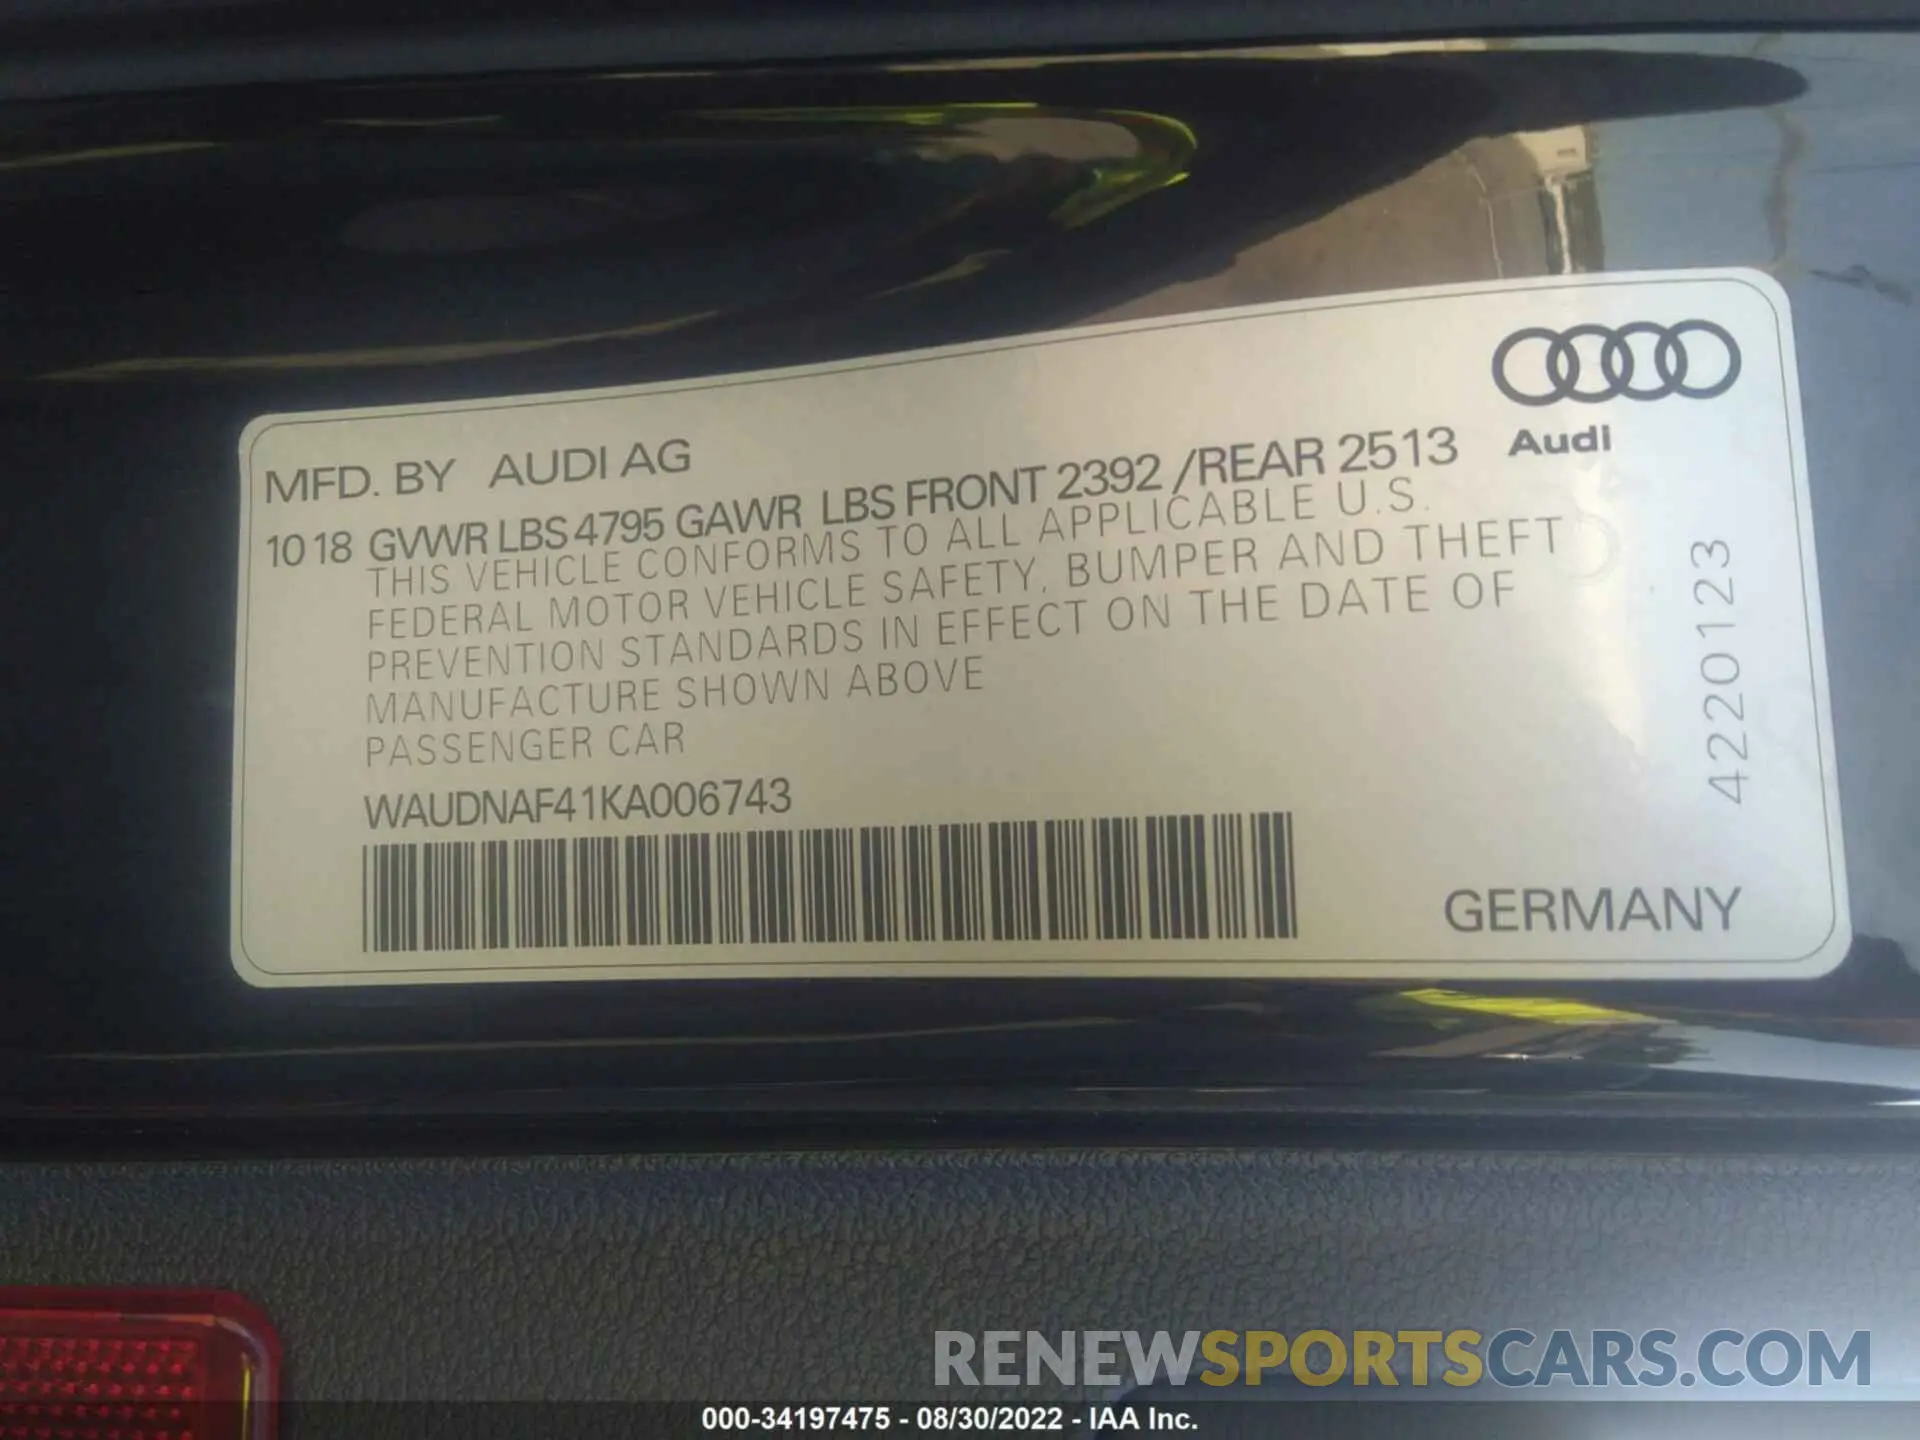 MFD. BY AUDI AG
Audi
10 18 GVWR LBS 4795 GAWR LBS FRONT 2392 /REAR 2513
THIS VEHICLE CONFORMS TO ALL APPLICABLE U.S.
FEDERAL MOTOR VEHICLE SAFETY, BUMPER AND THEFT
PREVENTION STANDARDS IN EFFECT ON THE DATE OF
MANUFACTURE SHOWN ABOVE
PASSENGER CAR
WAUDNAF41KA006743
4220123
GERMANY
RENEWSPORTSCARS.COM
000-34197475 - 08/30/2022 - IAA Inc.